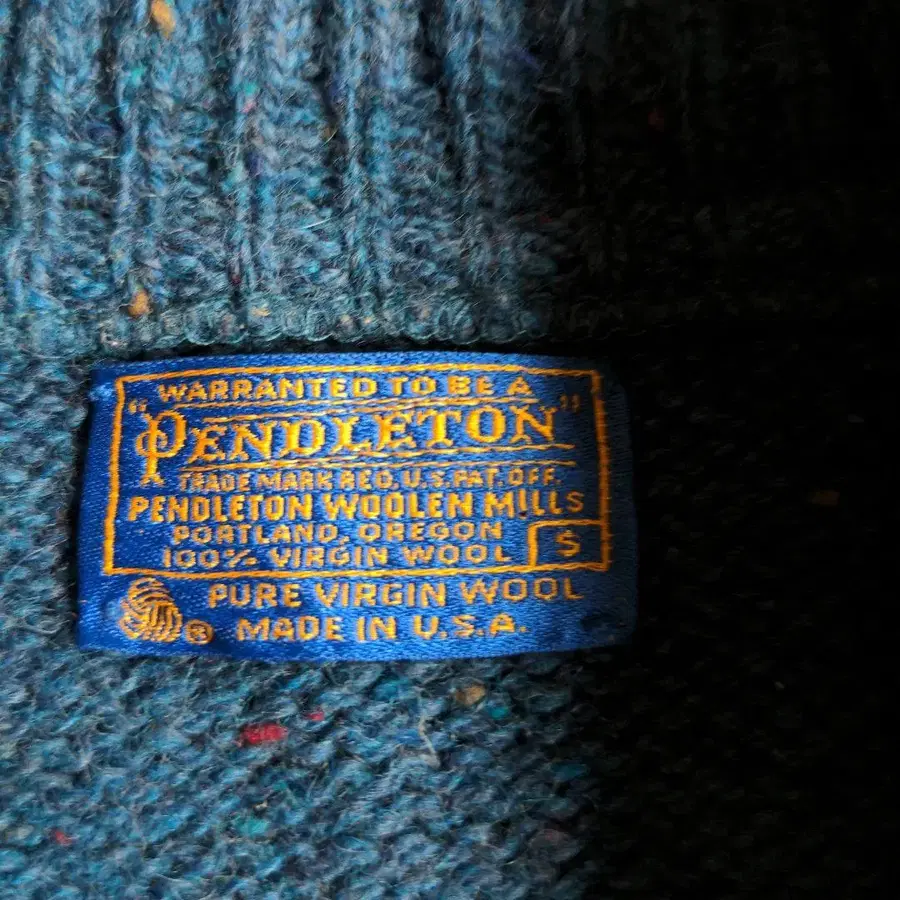 WARRANTED TO BE A
"PENDLETON"
TRADE MARK REG. U.S. PAT. OFF.
PENDLETON WOOLEN MILLS
PORTLAND, OREGON
100% VIRGIN WOOL
S
PURE VIRGIN WOOL
® MADE IN U.S.A.